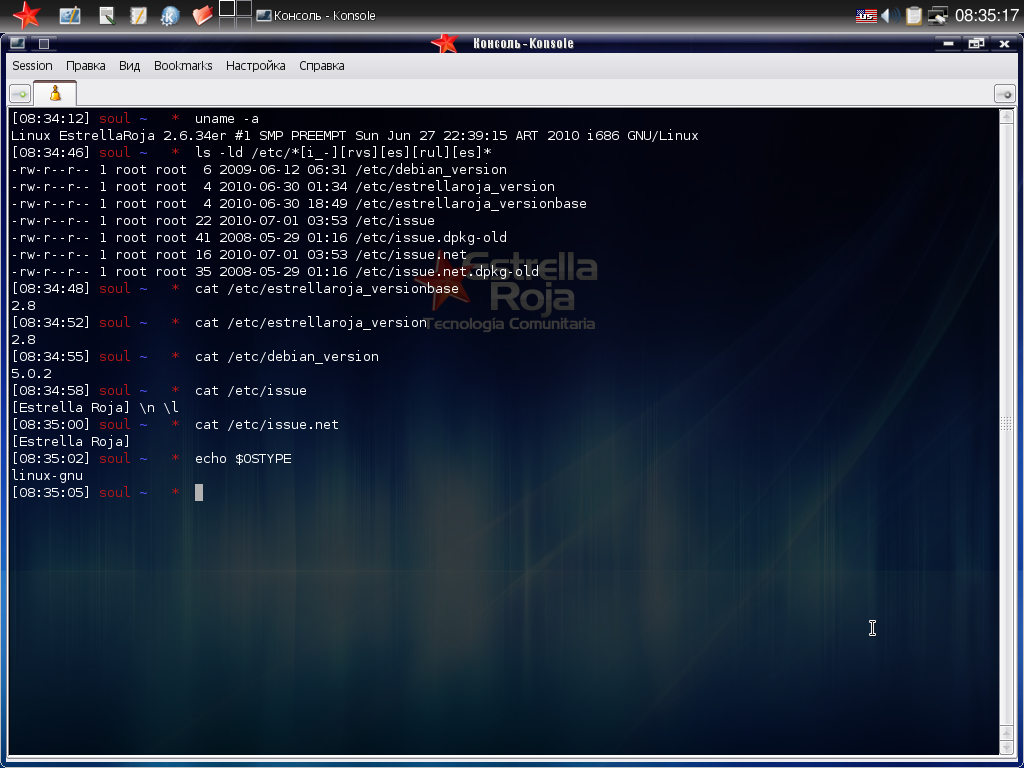 Консоль - Konsole
us
08:35:17
Консоль - Konsole
Session Правка Вид Bookmarks Настройка Справка
[08:34:12] soul ~ * uname -a
Linux EstrellaRoja 2.6.34er #1 SMP PREEMPT Sun Jun 27 22:39:15 ART 2010 i686 GNU/Linux
[08:34:46] soul ~ * ls -ld /etc/*[i_-][rvs][es][rul][es]*
-rw-r--r-- 1 root root 6 2009-06-12 06:31 /etc/debian_version
-rw-r--r-- 1 root root 4 2010-06-30 01:34 /etc/estrellaroja_version
-rw-r--r-- 1 root root 4 2010-06-30 18:49 /etc/estrellaroja_versionbase
-rw-r--r-- 1 root root 22 2010-07-01 03:53 /etc/issue
-rw-r--r-- 1 root root 41 2008-05-29 01:16 /etc/issue.dpkg-old
-rw-r--r-- 1 root root 16 2010-07-01 03:53 /etc/issue.net
-rw-r--r-- 1 root root 35 2008-05-29 01:16 /etc/issue.net.dpkg-old
[08:34:48] soul ~ * cat /etc/estrellaroja_versionbase
2.8
[08:34:52] soul ~ * cat /etc/estrellaroja_version
2.8
[08:34:55] soul ~ * cat /etc/debian_version
5.0.2
[08:34:58] soul ~ * cat /etc/issue
[Estrella Roja] \n \l
[08:35:00] soul ~ * cat /etc/issue.net
[Estrella Roja]
[08:35:02] soul ~ * echo $OSTYPE
linux-gnu
[08:35:05] soul ~ *
Estrella
Roja
Tecnología Comunitaria